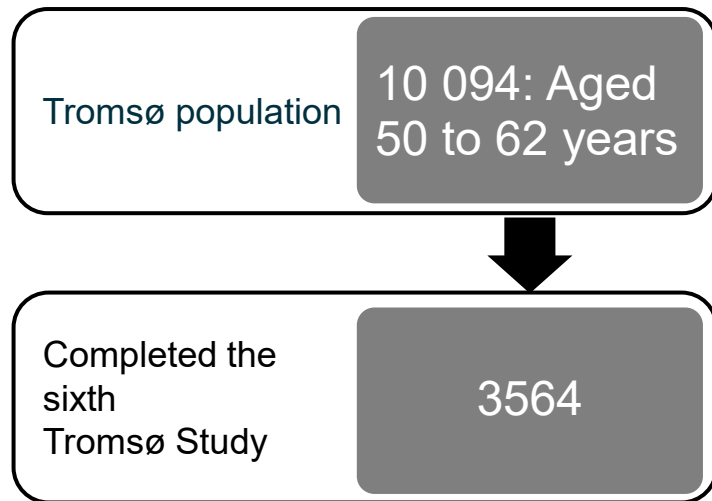 Tromsø population
10 094: Aged
50 to 62 years
Completed the
sixth
Tromsø Study
3564